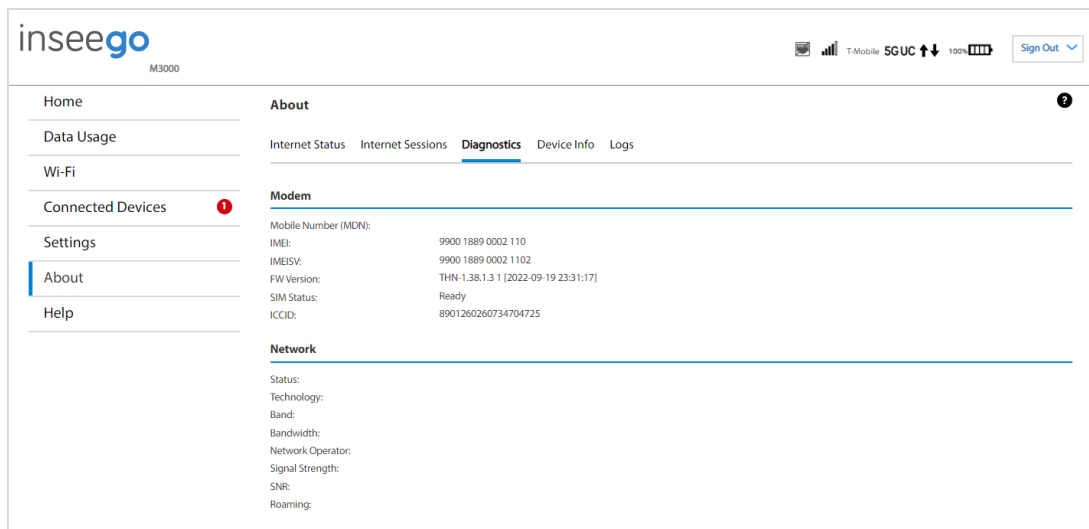 inseego
M3000
T-Mobile 5G UC 100% Sign Out
Home
Data Usage
Wi-Fi
Connected Devices 1
Settings
About
Help
About ?
Internet Status Internet Sessions Diagnostics Device Info Logs
Modem
Mobile Number (MDN):
IMEI: 9900 1889 0002 110
IMEISV: 9900 1889 0002 1102
FW Version: THN-1.38.1.3 1 [2022-09-19 23:31:17]
SIM Status: Ready
ICCID: 8901260260734704725
Network
Status:
Technology:
Band:
Bandwidth:
Network Operator:
Signal Strength:
SNR:
Roaming: